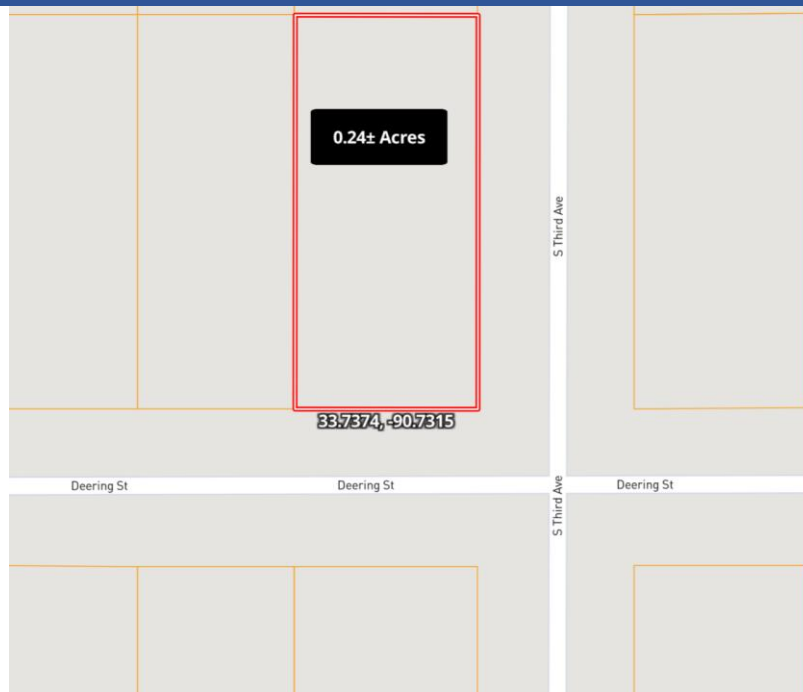 0.24± Acres
S Third Ave
33.7374, -90.7315
Deering St
Deering St
S Third Ave
Deering St